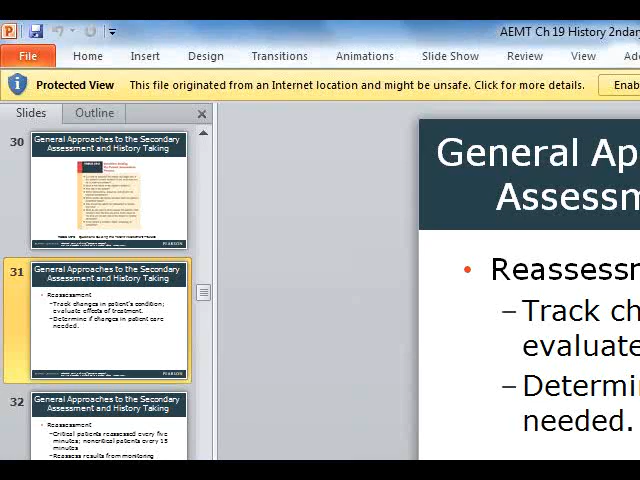 AEMT Ch 19 History 2ndary
File Home Insert Design Transitions Animations Slide Show Review View Add
Protected View This file originated from an Internet location and might be unsafe. Click for more details. Enab
Slides Outline
30
General Approaches to the Secondary
Assessment and History Taking
PEARSON
31
General Approaches to the Secondary
Assessment and History Taking
• Reassessment
–Track changes in patient's condition;
evaluate effects of treatment.
–Determine if changes in patient care
needed.
PEARSON
32
General Approaches to the Secondary
Assessment and History Taking
• Reassessment
–Critical patients reassessed every five
minutes; noncritical patients every 15
minutes
–Reassess results from monitoring
General Ap
Assessm
• Reassessm
–Track ch
evaluate
–Determi
needed.